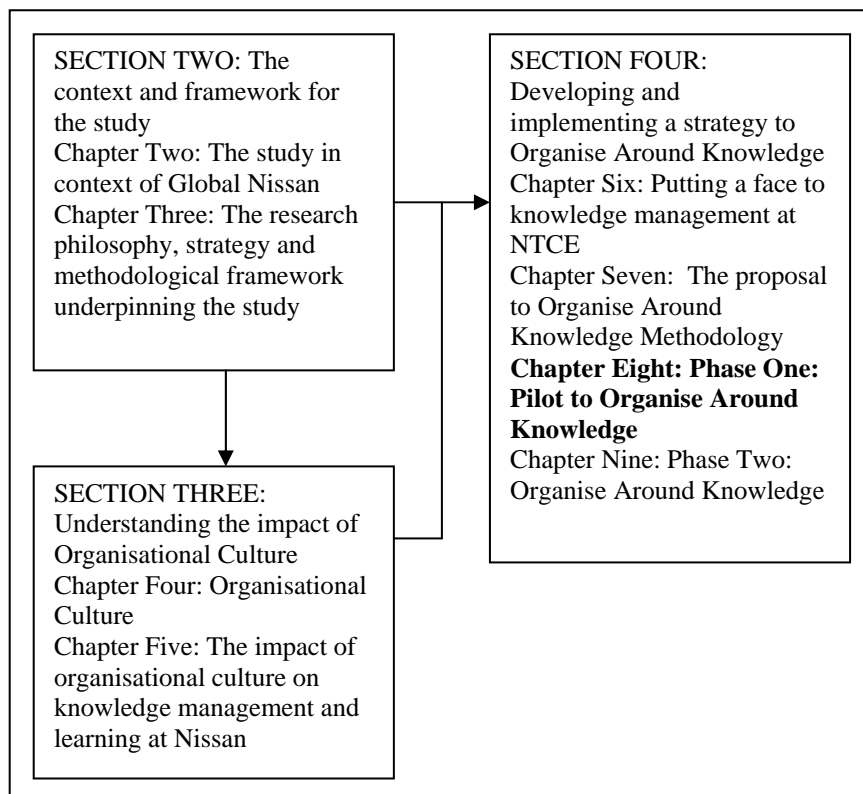 SECTION TWO: The
context and framework for
the study
Chapter Two: The study in
context of Global Nissan
Chapter Three: The research
philosophy, strategy and
methodological framework
underpinning the study
SECTION THREE:
Understanding the impact of
Organisational Culture
Chapter Four: Organisational
Culture
Chapter Five: The impact of
organisational culture on
knowledge management and
learning at Nissan
SECTION FOUR:
Developing and
implementing a strategy to
Organise Around Knowledge
Chapter Six: Putting a face to
knowledge management at
NTCE
Chapter Seven:  The proposal
to Organise Around
Knowledge Methodology
Chapter Eight: Phase One:
Pilot to Organise Around
Knowledge
Chapter Nine: Phase Two:
Organise Around Knowledge